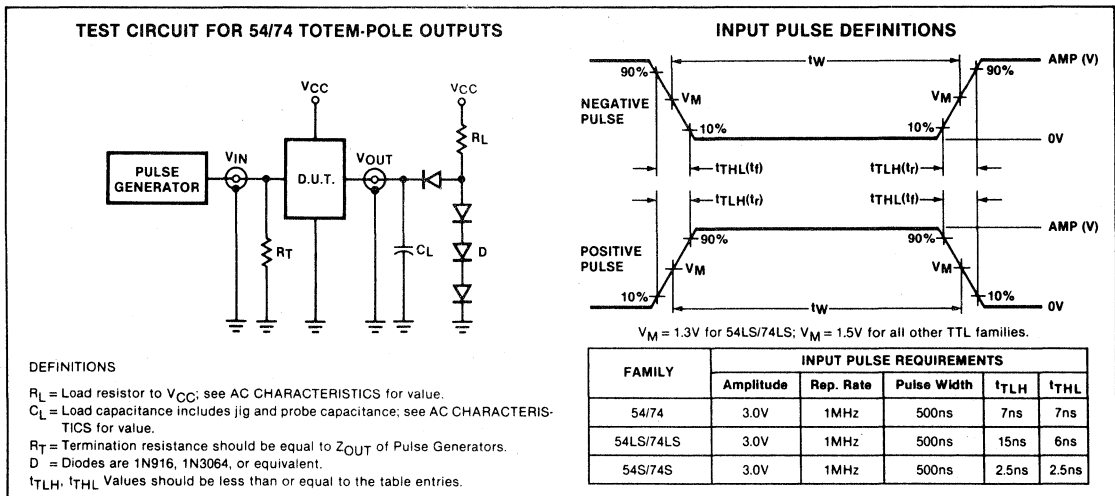 TEST CIRCUIT FOR 54/74 TOTEM-POLE OUTPUTS
VCC
VCC
RL
PULSE GENERATOR
VIN
D.U.T.
VOUT
RT
CL
D
DEFINITIONS
RL = Load resistor to VCC; see AC CHARACTERISTICS for value.
CL = Load capacitance includes jig and probe capacitance; see AC CHARACTERIS-
TICS for value.
RT = Termination resistance should be equal to ZOUT of Pulse Generators.
D = Diodes are 1N916, 1N3064, or equivalent.
tTLH, tTHL Values should be less than or equal to the table entries.
INPUT PULSE DEFINITIONS
tW
AMP (V)
90%
90%
NEGATIVE
PULSE
VM
VM
10%
10%
0V
tTHL(tf)
tTLH(tr)
tTLH(tr)
tTHL(tf)
AMP (V)
90%
90%
POSITIVE
PULSE
VM
VM
10%
10%
tW
0V
VM = 1.3V for 54LS/74LS; VM = 1.5V for all other TTL families.
FAMILY INPUT PULSE REQUIREMENTS
Amplitude Rep. Rate Pulse Width tTLH tTHL
54/74 3.0V 1MHz 500ns 7ns 7ns
54LS/74LS 3.0V 1MHz 500ns 15ns 6ns
54S/74S 3.0V 1MHz 500ns 2.5ns 2.5ns